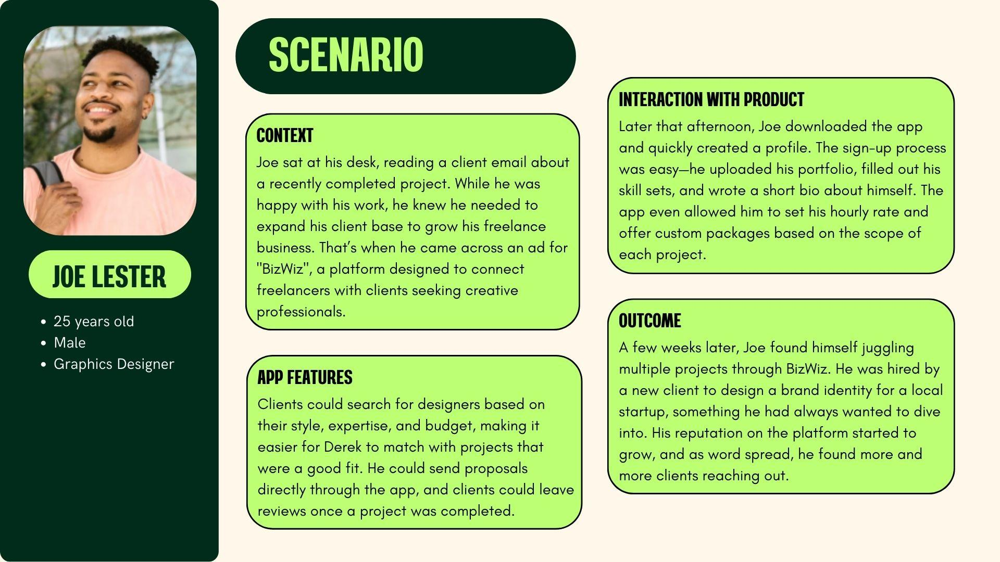 SCENARIO
JOE LESTER
• 25 years old
• Male
• Graphics Designer
CONTEXT
Joe sat at his desk, reading a client email about
a recently completed project. While he was
happy with his work, he knew he needed to
expand his client base to grow his freelance
business. That’s when he came across an ad for
"BizWiz", a platform designed to connect
freelancers with clients seeking creative
professionals.
APP FEATURES
Clients could search for designers based on
their style, expertise, and budget, making it
easier for Derek to match with projects that
were a good fit. He could send proposals
directly through the app, and clients could leave
reviews once a project was completed.
INTERACTION WITH PRODUCT
Later that afternoon, Joe downloaded the app
and quickly created a profile. The sign-up process
was easy—he uploaded his portfolio, filled out his
skill sets, and wrote a short bio about himself. The
app even allowed him to set his hourly rate and
offer custom packages based on the scope of
each project.
OUTCOME
A few weeks later, Joe found himself juggling
multiple projects through BizWiz. He was hired by
a new client to design a brand identity for a local
startup, something he had always wanted to dive
into. His reputation on the platform started to
grow, and as word spread, he found more and
more clients reaching out.